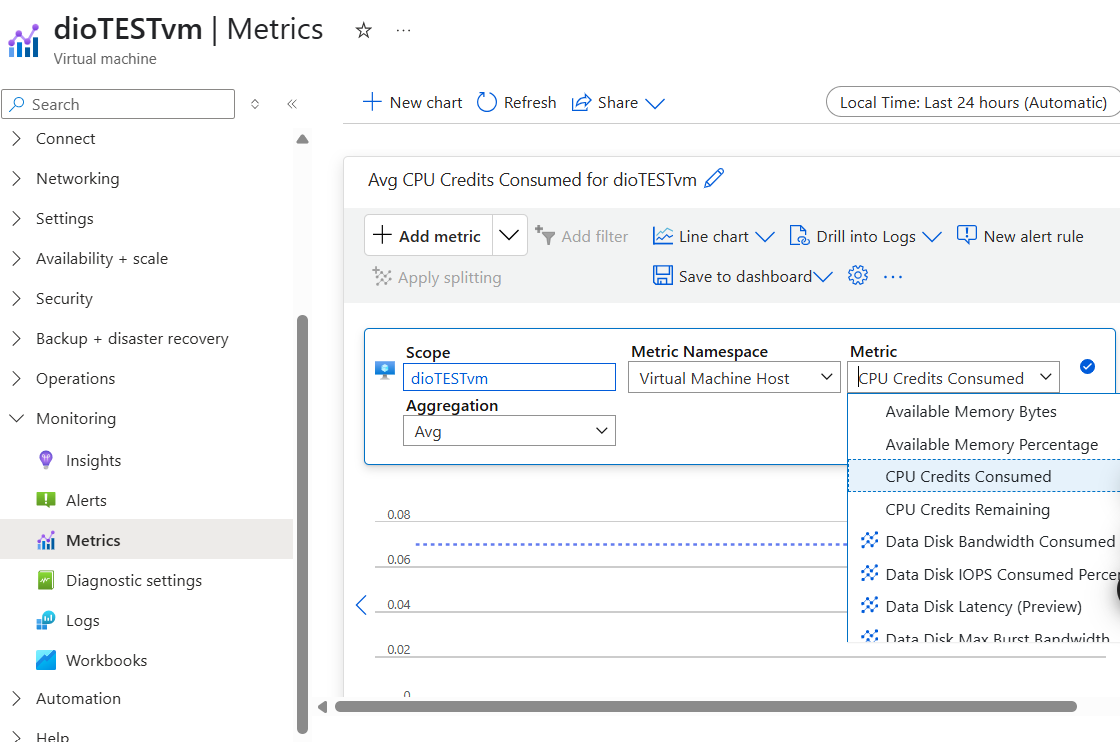 dioTESTvm | Metrics
Virtual machine
Search
Connect
Networking
Settings
Availability + scale
Security
Backup + disaster recovery
Operations
Monitoring
Insights
Alerts
Metrics
Diagnostic settings
Logs
Workbooks
Automation
Help
New chart Refresh Share
Local Time: Last 24 hours (Automatic)
Avg CPU Credits Consumed for dioTESTvm
Add metric Add filter Line chart Drill into Logs New alert rule
Apply splitting Save to dashboard
Scope Metric Namespace Metric
dioTESTvm Virtual Machine Host CPU Credits Consumed
Aggregation
Avg
Available Memory Bytes
Available Memory Percentage
CPU Credits Consumed
CPU Credits Remaining
Data Disk Bandwidth Consumed
Data Disk IOPS Consumed Perce
Data Disk Latency (Preview)
Data Disk Max Burst Bandwidth
0.08
0.06
0.04
0.02
0